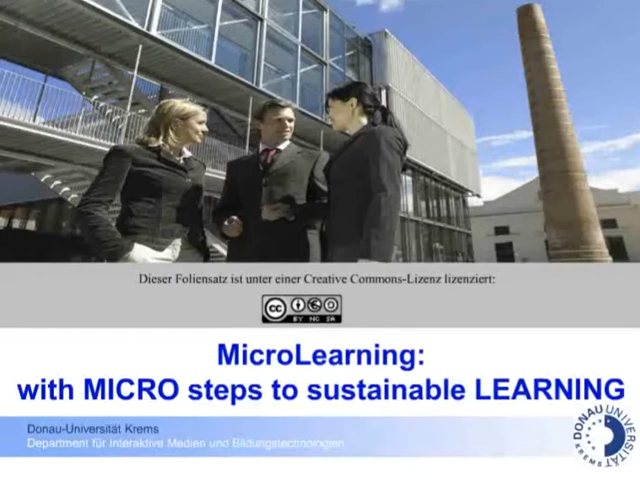 Dieser Foliensatz ist unter einer Creative Commons-Lizenz lizenziert:
cc BY NC SA
MicroLearning:
with MICRO steps to sustainable LEARNING
Donau-Universität Krems
Department für Interaktive Medien und Bildungstechnologien
DONAU UNIVERSITÄT KREMS